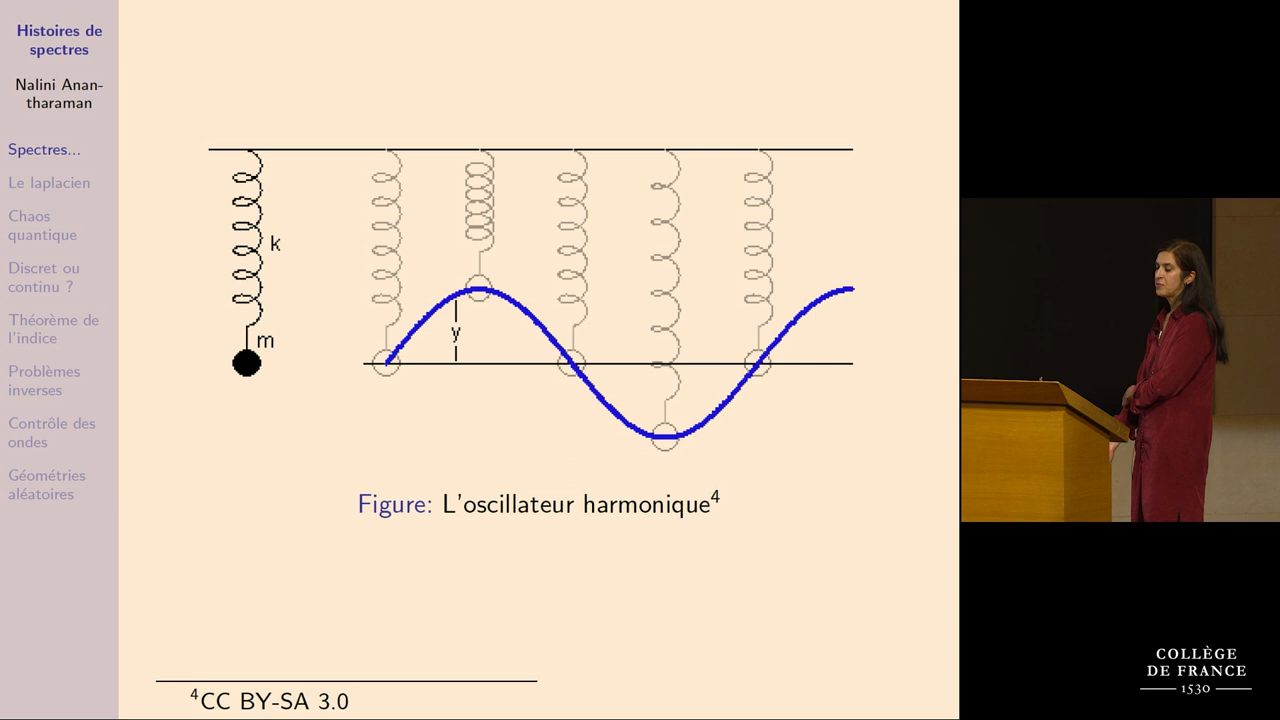 Histoires de
spectres
Nalini Anan-
tharaman
Spectres...
Le laplacien
Chaos
quantique
Discret ou
continu ?
Théorème de
l'indice
Problèmes
inverses
Contrôle des
ondes
Géométries
aléatoires
k
m
y
Figure: L'oscillateur harmonique⁴
⁴CC BY-SA 3.0
COLLÈGE
DE FRANCE
1530